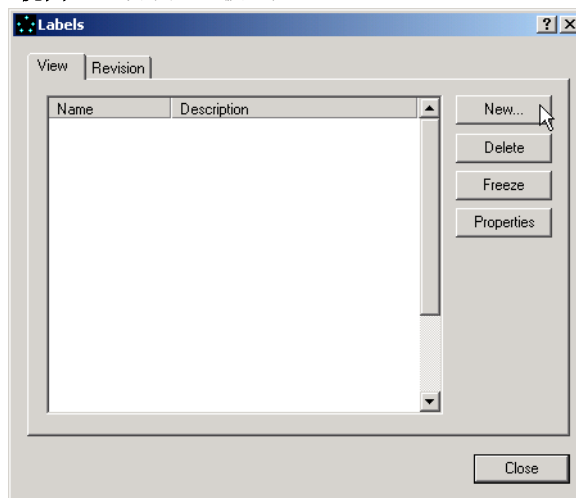 Labels
View
Revision
Name Description
New...
Delete
Freeze
Properties
Close